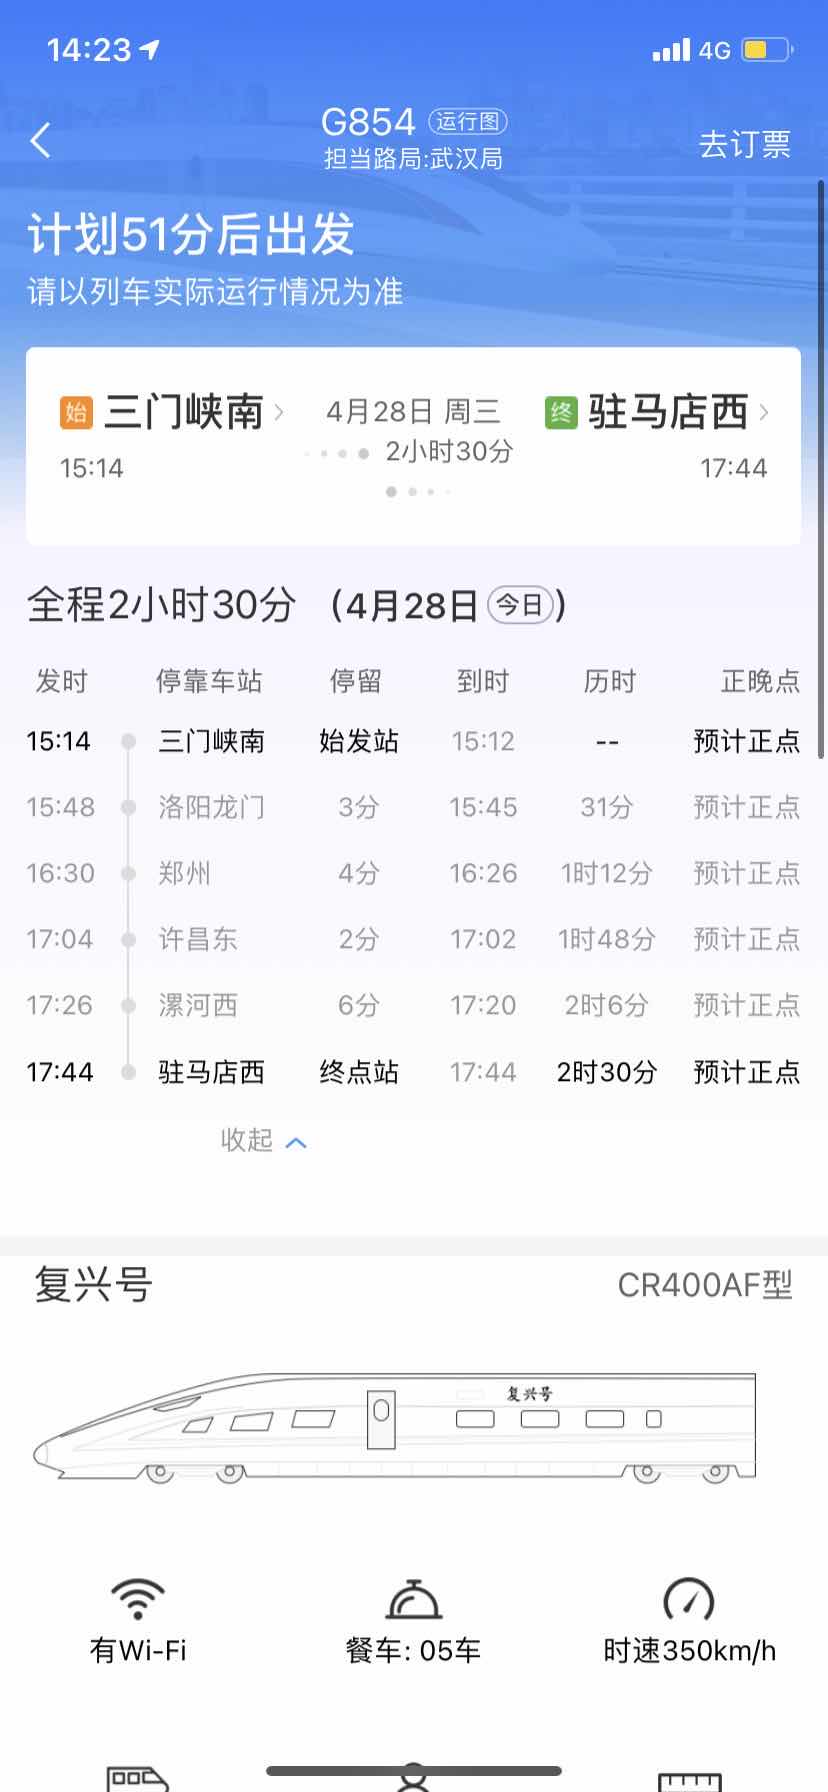 14:23 4G
G854 运行图
担当路局:武汉局
去订票
计划51分后出发
请以列车实际运行情况为准
始 三门峡南 4月28日 周三 终 驻马店西
15:14 2小时30分 17:44
全程2小时30分 (4月28日 今日)
发时 停靠车站 停留 到时 历时 正晚点
15:14 三门峡南 始发站 15:12 -- 预计正点
15:48 洛阳龙门 3分 15:45 31分 预计正点
16:30 郑州 4分 16:26 1时12分 预计正点
17:04 许昌东 2分 17:02 1时48分 预计正点
17:26 漯河西 6分 17:20 2时6分 预计正点
17:44 驻马店西 终点站 17:44 2时30分 预计正点
收起
复兴号 CR400AF型
复兴号
有Wi-Fi 餐车: 05车 时速350km/h